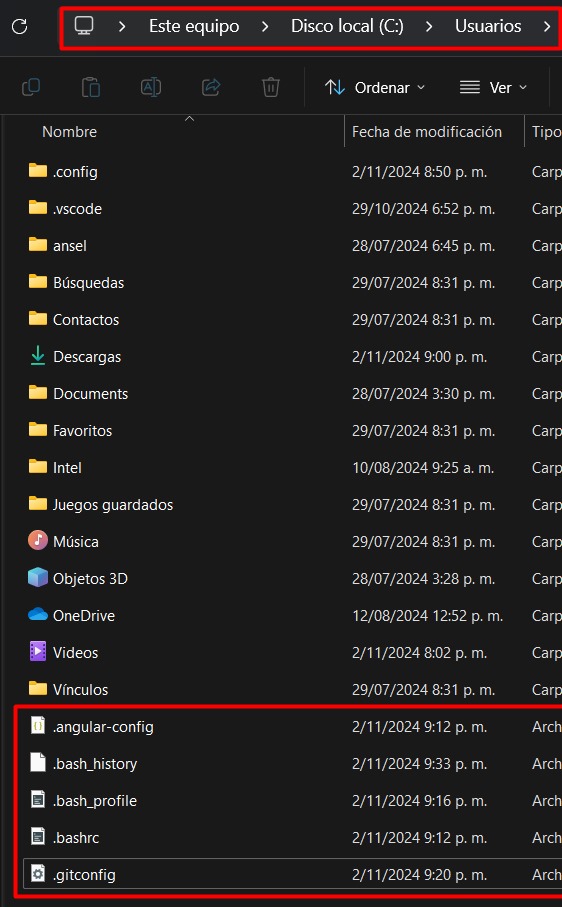 Este equipo > Disco local (C:) > Usuarios >
Ordenar Ver
Nombre Fecha de modificación Tipo
.config 2/11/2024 8:50 p. m. Carp
.vscode 29/10/2024 6:52 p. m. Carp
ansel 28/07/2024 6:45 p. m. Carp
Búsquedas 29/07/2024 8:31 p. m. Carp
Contactos 29/07/2024 8:31 p. m. Carp
Descargas 2/11/2024 9:00 p. m. Carp
Documents 28/07/2024 3:30 p. m. Carp
Favoritos 29/07/2024 8:31 p. m. Carp
Intel 10/08/2024 9:25 a. m. Carp
Juegos guardados 29/07/2024 8:31 p. m. Carp
Música 29/07/2024 8:31 p. m. Carp
Objetos 3D 28/07/2024 3:28 p. m. Carp
OneDrive 12/08/2024 12:52 p. m. Carp
Videos 2/11/2024 8:02 p. m. Carp
Vínculos 29/07/2024 8:31 p. m. Carp
.angular-config 2/11/2024 9:12 p. m. Arch
.bash_history 2/11/2024 9:33 p. m. Arch
.bash_profile 2/11/2024 9:16 p. m. Arch
.bashrc 2/11/2024 9:12 p. m. Arch
.gitconfig 2/11/2024 9:20 p. m. Arch